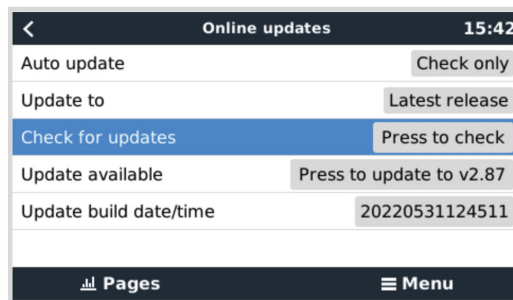 Online updates 15:42
Auto update Check only
Update to Latest release
Check for updates Press to check
Update available Press to update to v2.87
Update build date/time 20220531124511
Pages Menu